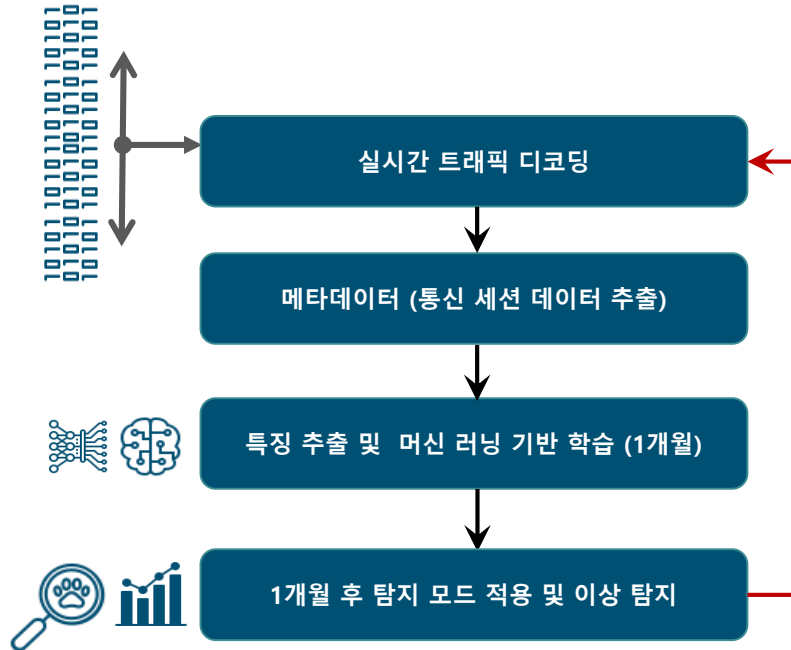 실시간 트래픽 디코딩
메타데이터 (통신 세션 데이터 추출)
특징 추출 및 머신 러닝 기반 학습 (1개월)
1개월 후 탐지 모드 적용 및 이상 탐지